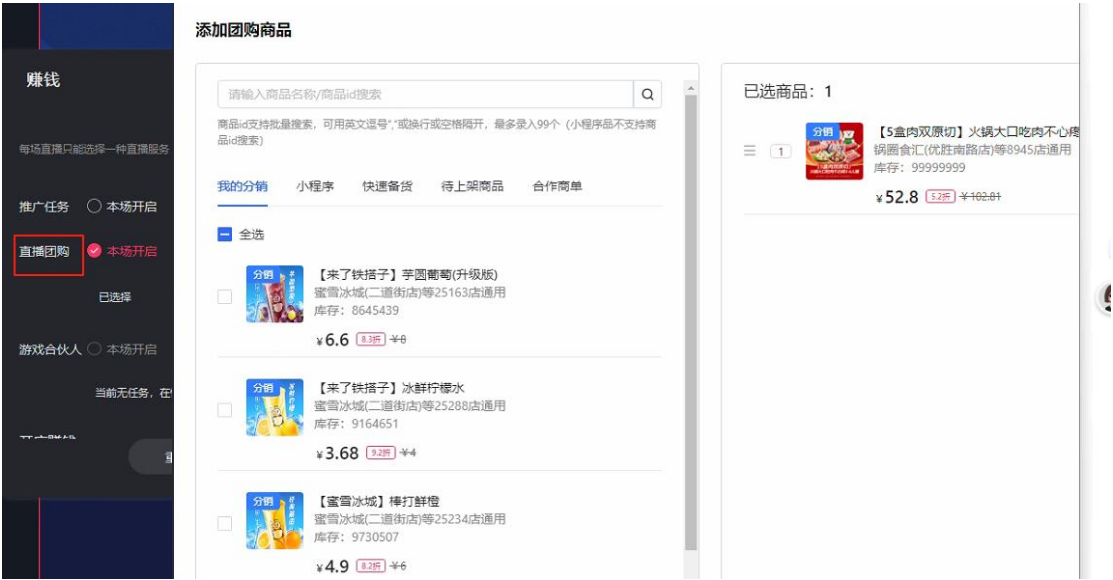 添加团购商品
赚钱
每场直播只能选择一种直播服务
推广任务 本场开启
直播团购 本场开启
已选择
游戏合伙人 本场开启
当前无任务，在
请输入商品名称/商品id搜索
商品id支持批量搜索，可用英文逗号","或换行或空格隔开，最多录入99个（小程序品不支持商
品id搜索）
我的分销 小程序 快速备货 待上架商品 合作商单
全选
分销
【来了铁搭子】芋圆葡萄(升级版)
蜜雪冰城(二道街店)等25163店通用
库存：8645439
¥6.6 8.3折 ¥8
分销
【来了铁搭子】冰鲜柠檬水
蜜雪冰城(二道街店)等25288店通用
库存：9164651
¥3.68 9.2折 ¥4
分销
【蜜雪冰城】棒打鲜橙
蜜雪冰城(二道街店)等25234店通用
库存：9730507
¥4.9 8.2折 ¥6
已选商品：1
1
分销
【5盒肉双原切】火锅大口吃肉不心疼
锅圈食汇(优胜南路店)等8945店通用
库存：99999999
¥52.8 5.2折 ¥102.81